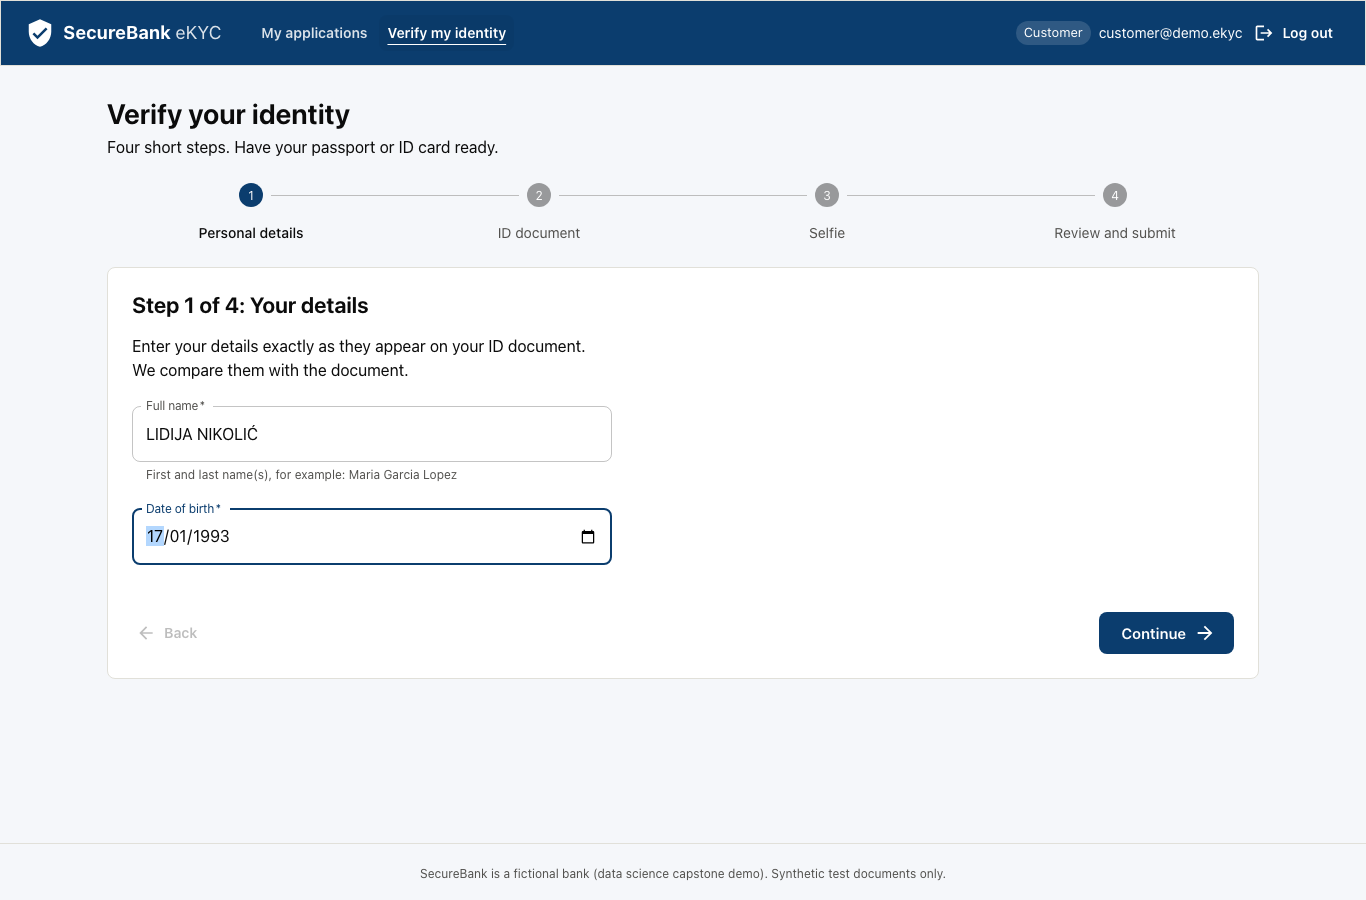 SecureBank eKYC
My applications
Verify my identity
Customer
customer@demo.ekyc
Log out
Verify your identity
Four short steps. Have your passport or ID card ready.
1
2
3
4
Personal details
ID document
Selfie
Review and submit
Step 1 of 4: Your details
Enter your details exactly as they appear on your ID document.
We compare them with the document.
Full name *
LIDIJA NIKOLIĆ
First and last name(s), for example: Maria Garcia Lopez
Date of birth *
17/01/1993
Back
Continue
SecureBank is a fictional bank (data science capstone demo). Synthetic test documents only.